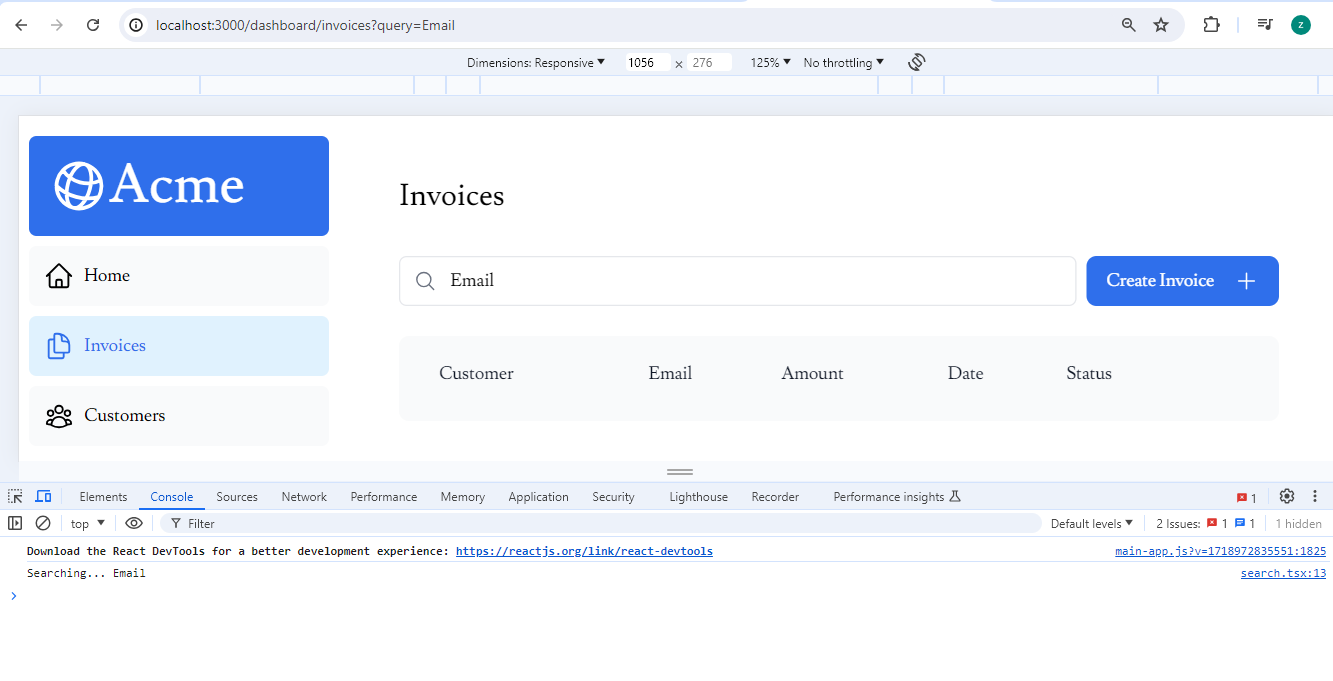 localhost:3000/dashboard/invoices?query=Email
z
Dimensions: Responsive 1056 × 276 125% No throttling
Acme
Home
Invoices
Customers
Invoices
Email
Create Invoice
Customer Email Amount Date Status
Elements Console Sources Network Performance Memory Application Security Lighthouse Recorder Performance insights 1
top Filter Default levels 2 Issues: 1 1 1 hidden
Download the React DevTools for a better development experience: https://reactjs.org/link/react-devtools main-app.js?v=1718972835551:1825
Searching... Email search.tsx:13